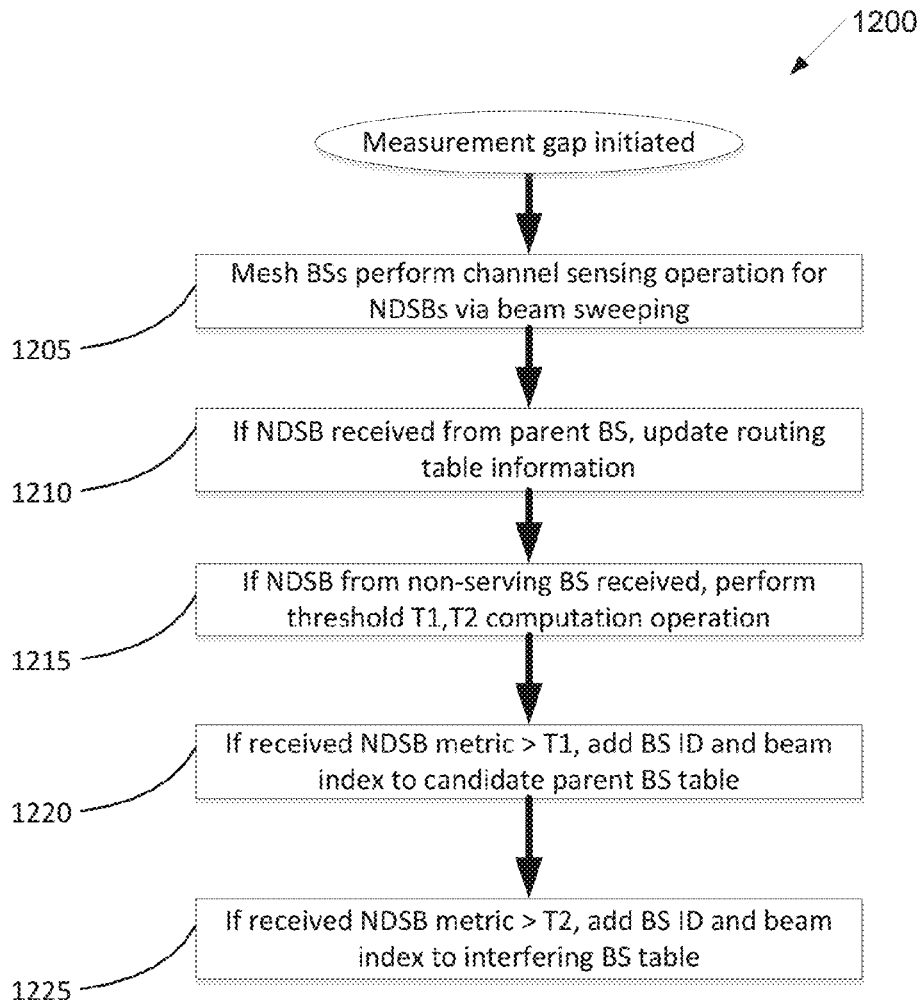 1200
Measurement gap initiated
Mesh BSs perform channel sensing operation for
NDSBs via beam sweeping
1205
If NDSB received from parent BS, update routing
table information
1210
If NDSB from non-serving BS received, perform
threshold T1,T2 computation operation
1215
If received NDSB metric > T1, add BS ID and beam
index to candidate parent BS table
1220
If received NDSB metric > T2, add BS ID and beam
index to interfering BS table
1225